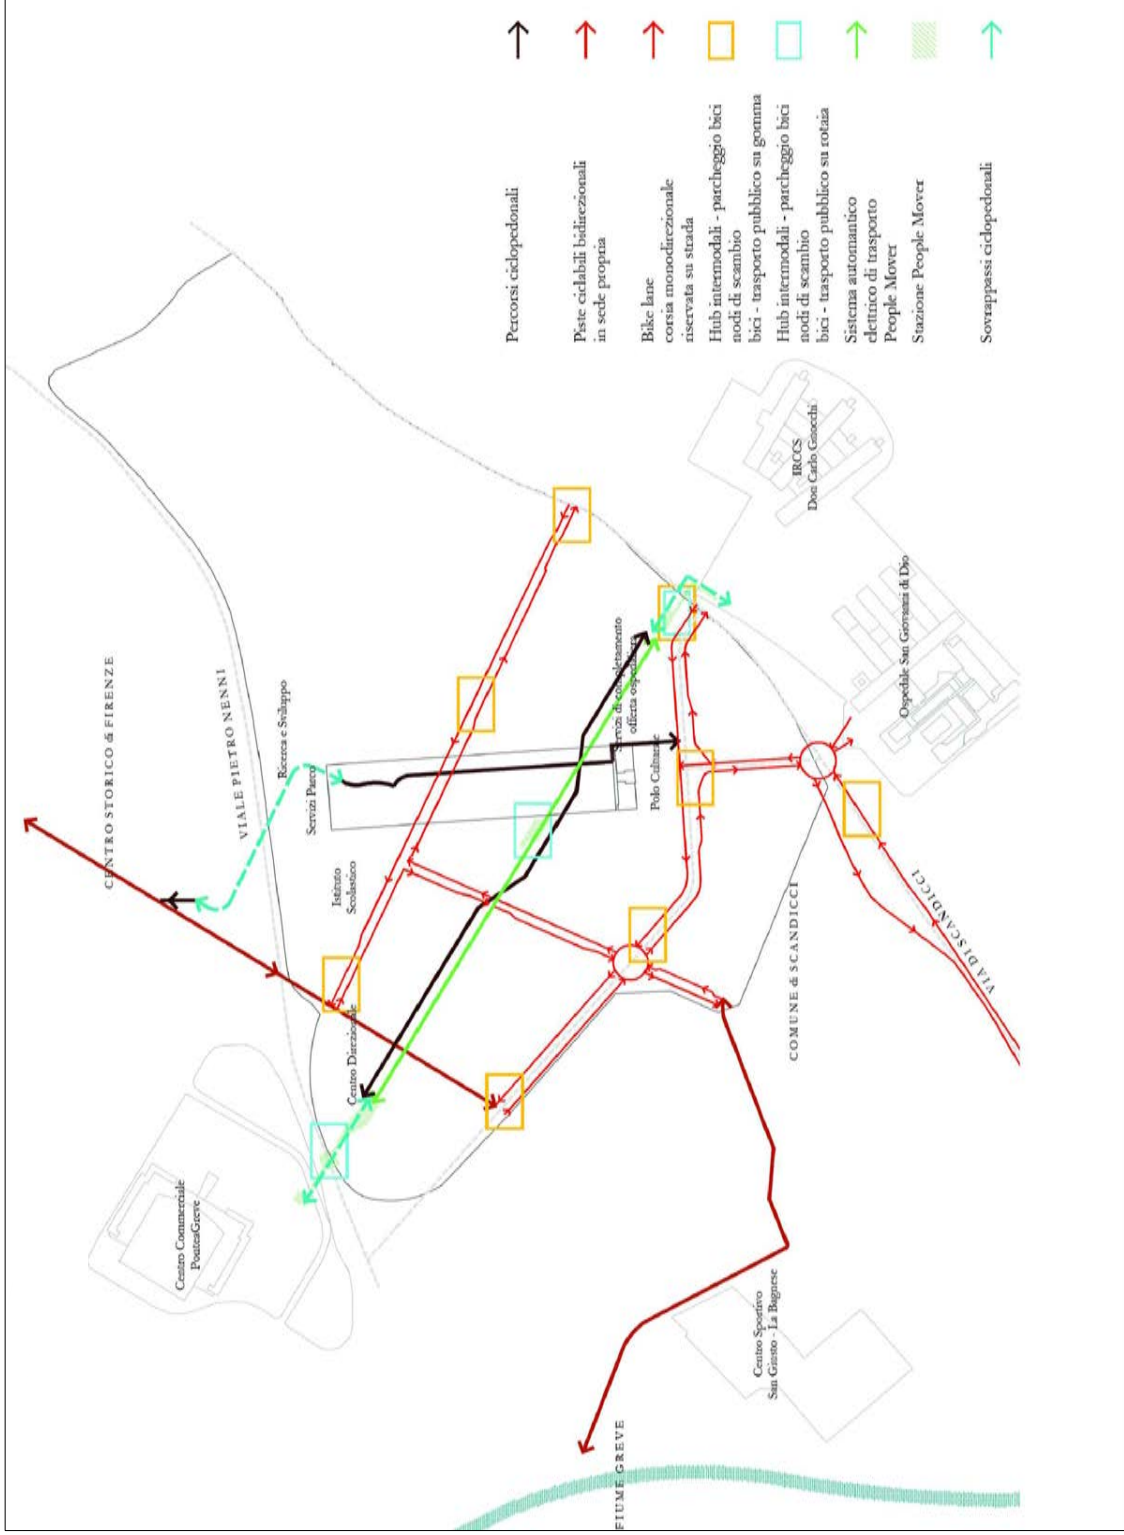 Percorsi ciclopedonali
Piste ciclabili bidirezionali
in sede propria
Bike lane
corsia monodirezionale
riservata su strada
Hub intermodali - parcheggio bici
nodi di scambio
bici - trasporto pubblico su gomma
Hub intermodali - parcheggio bici
nodi di scambio
bici - trasporto pubblico su rotaia
Sistema automantico
elettrico di trasporto
People Mover
Stazione People Mover
Sovrappassi ciclopedonali
CENTRO STORICO di FIRENZE
VIALE PIETRO NENNI
Ricerca e Sviluppo
Servizi Parco
Istituto
Scolastico
Centro Direzionale
Centro Commerciale
PonteaGreve
Servizi di completamento
offerta ospedaliera
Polo Culturale
IRCCS
Don Carlo Gnocchi
Ospedale San Giovanni di Dio
COMUNE di SCANDICCI
VIA DI SCANDICCI
Centro Sportivo
San Giusto - La Bagnese
FIUME GREVE